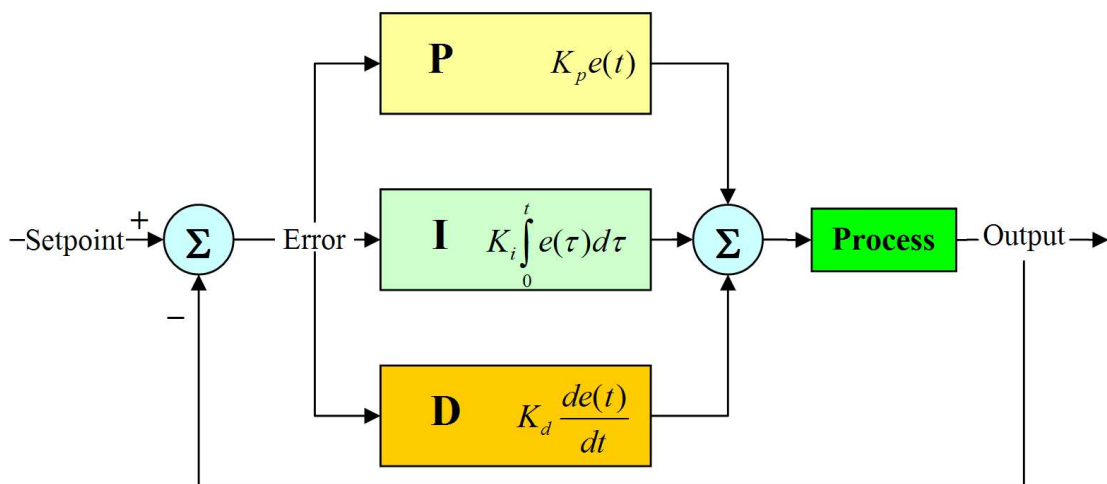 P K_p e(t)
Setpoint + Σ Error I K_i ∫_0^t e(τ)dτ Σ Process Output
−
D K_d de(t)/dt